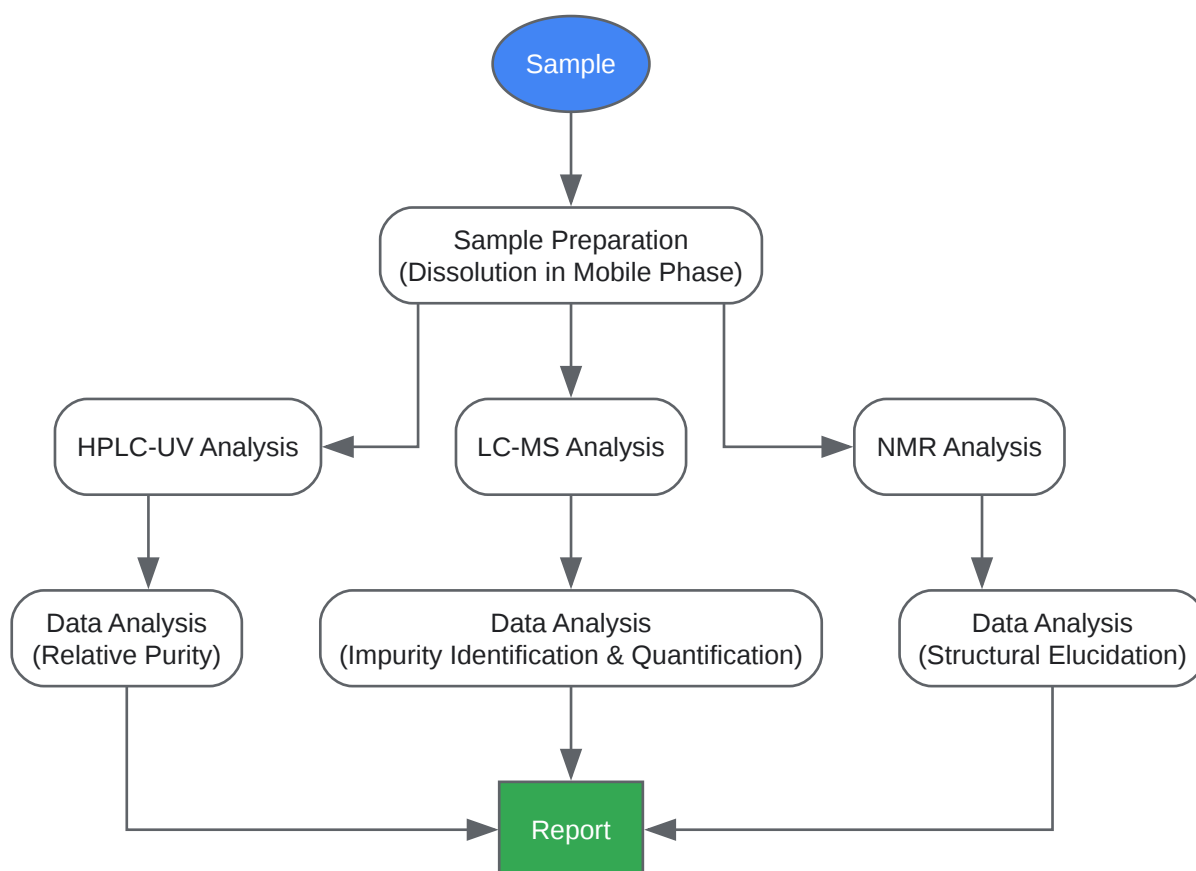 Sample
Sample Preparation
(Dissolution in Mobile Phase)
HPLC-UV Analysis
LC-MS Analysis
NMR Analysis
Data Analysis
(Relative Purity)
Data Analysis
(Impurity Identification & Quantification)
Data Analysis
(Structural Elucidation)
Report